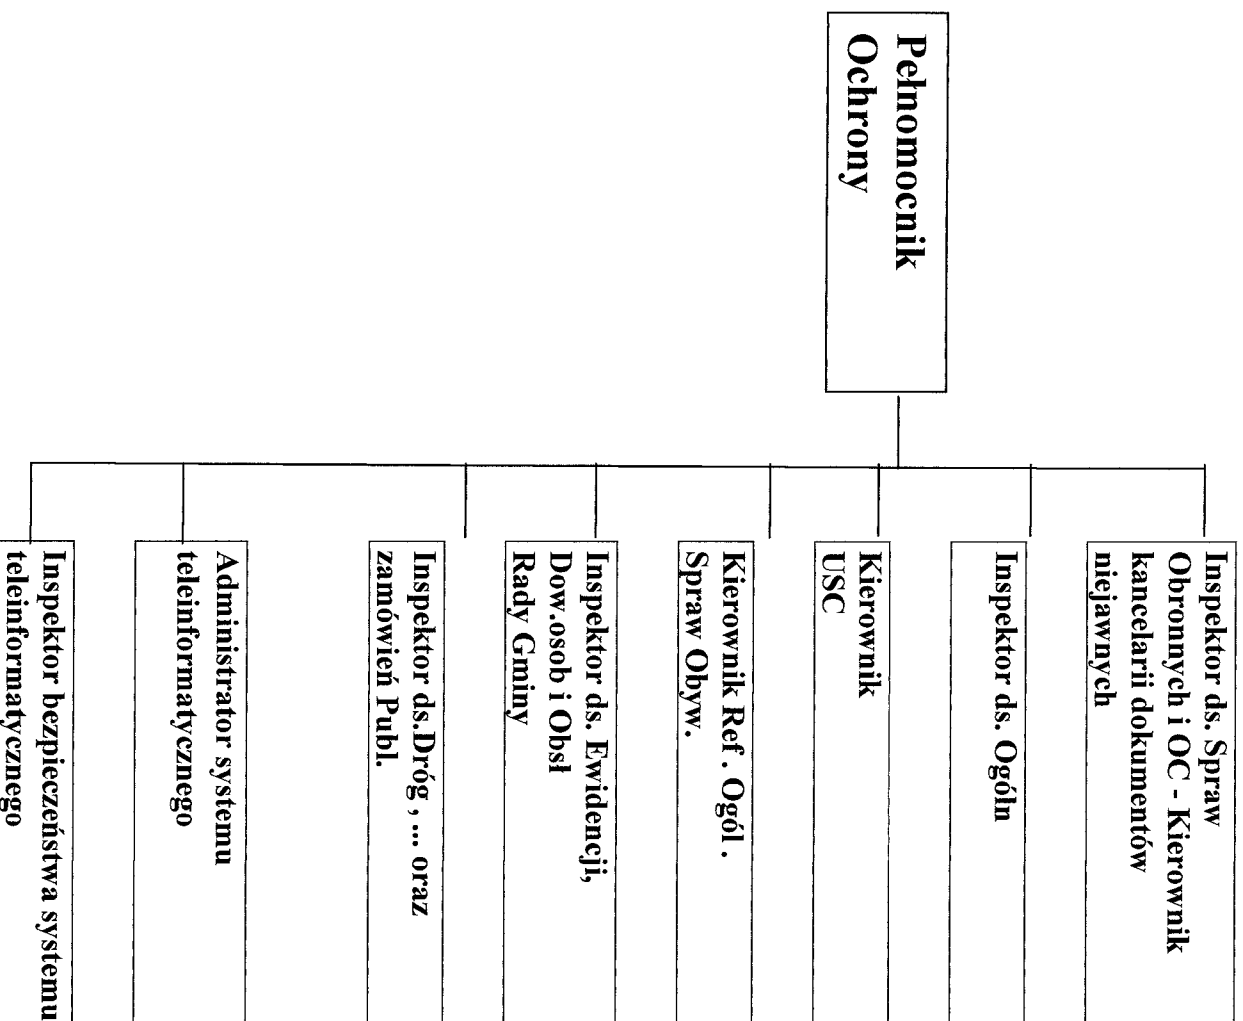 Pełnomocnik
Ochrony
Inspektor ds. Spraw
Obronnych i OC - Kierownik
kancelarii dokumentów
niejawnych
Inspektor ds. Ogóln
Kierownik
USC
Kierownik Ref . Ogól .
Spraw Obyw.
Inspektor ds. Ewidencji,
Dow.osob i Obsł
Rady Gminy
Inspektor ds.Dróg , ... oraz
zamówień Publ.
Administrator systemu
teleinformatycznego
Inspektor bezpieczeństwa systemu
teleinformatycznego